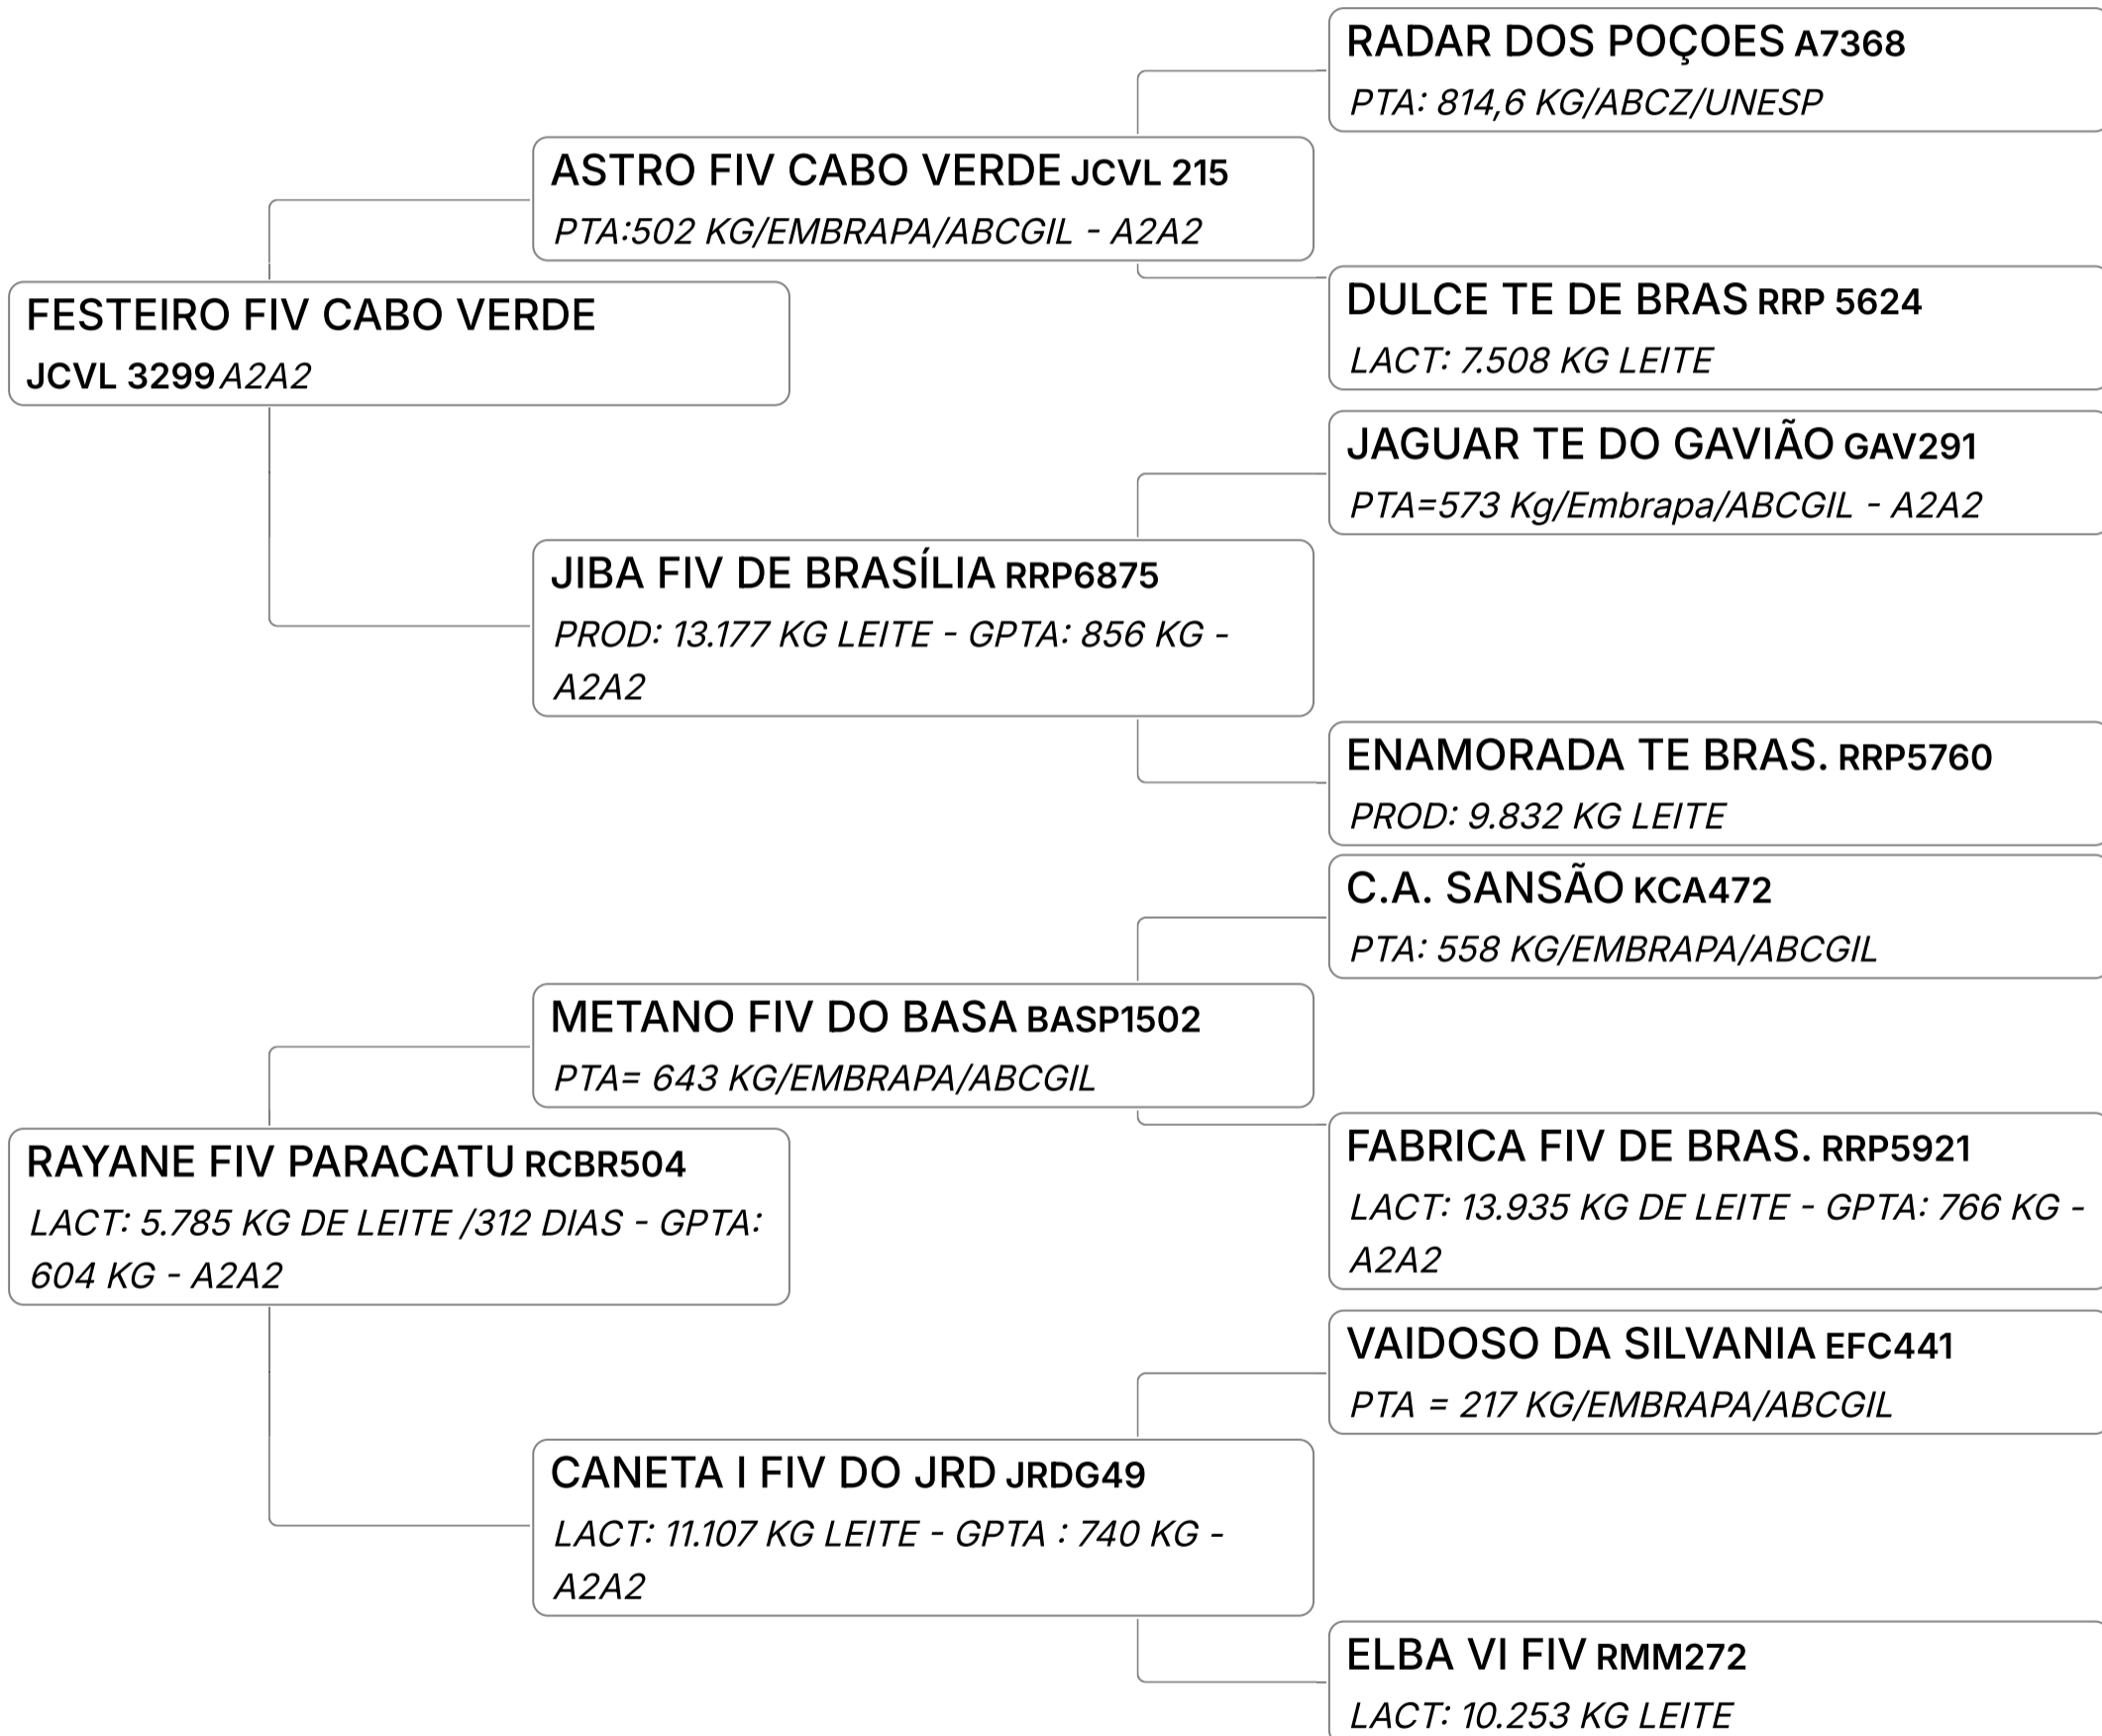 RADAR DOS POÇOES A7368
PTA: 814,6 KG/ABCZ/UNESP
ASTRO FIV CABO VERDE JCVL 215
PTA:502 KG/EMBRAPA/ABCGIL - A2A2
DULCE TE DE BRAS RRP 5624
LACT: 7.508 KG LEITE
FESTEIRO FIV CABO VERDE
JCVL 3299 A2A2
JAGUAR TE DO GAVIÃO GAV291
PTA=573 Kg/Embrapa/ABCGIL - A2A2
JIBA FIV DE BRASÍLIA RRP6875
PROD: 13.177 KG LEITE - GPTA: 856 KG -
A2A2
ENAMORADA TE BRAS. RRP5760
PROD: 9.832 KG LEITE
C.A. SANSÃO KCA472
PTA: 558 KG/EMBRAPA/ABCGIL
METANO FIV DO BASA BASP1502
PTA= 643 KG/EMBRAPA/ABCGIL
FABRICA FIV DE BRAS. RRP5921
LACT: 13.935 KG DE LEITE - GPTA: 766 KG -
A2A2
RAYANE FIV PARACATU RCBR504
LACT: 5.785 KG DE LEITE /312 DIAS - GPTA:
604 KG - A2A2
VAIDOSO DA SILVANIA EFC441
PTA = 217 KG/EMBRAPA/ABCGIL
CANETA I FIV DO JRD JRDG49
LACT: 11.107 KG LEITE - GPTA : 740 KG -
A2A2
ELBA VI FIV RMM272
LACT: 10.253 KG LEITE